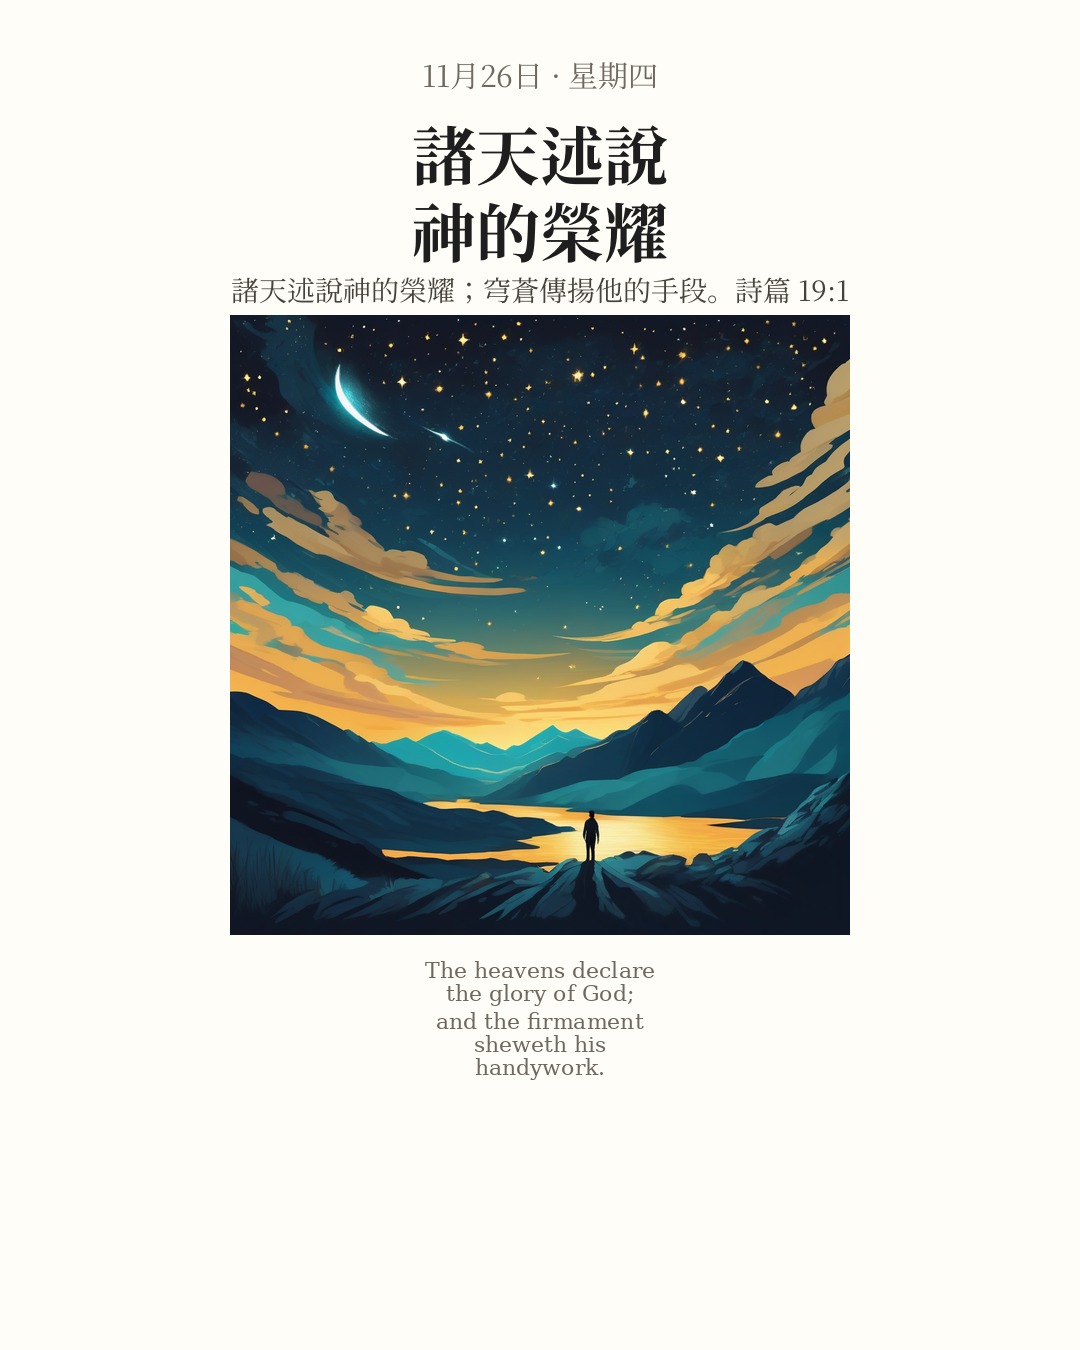 11月26日 · 星期四
諸天述說
神的榮耀
諸天述說神的榮耀；穹蒼傳揚他的手段。詩篇 19:1
The heavens declare
the glory of God;
and the firmament
sheweth his
handywork.